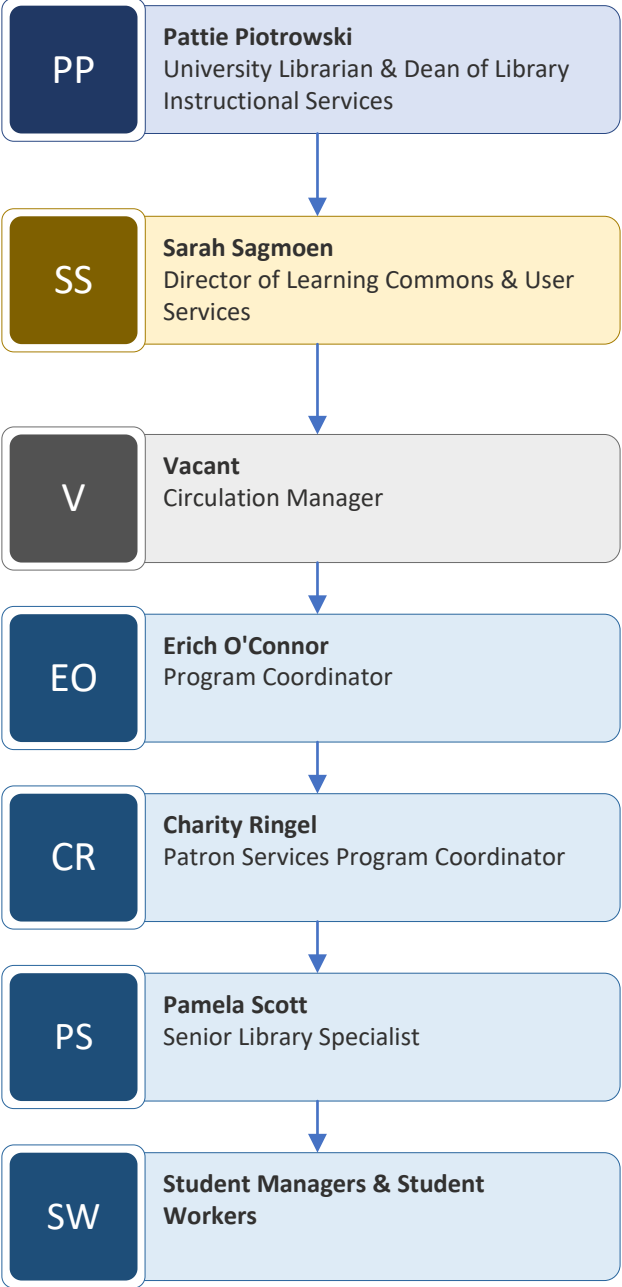 PP
Pattie Piotrowski
University Librarian & Dean of Library
Instructional Services
SS
Sarah Sagmoen
Director of Learning Commons & User
Services
V
Vacant
Circulation Manager
EO
Erich O'Connor
Program Coordinator
CR
Charity Ringel
Patron Services Program Coordinator
PS
Pamela Scott
Senior Library Specialist
SW
Student Managers & Student
Workers